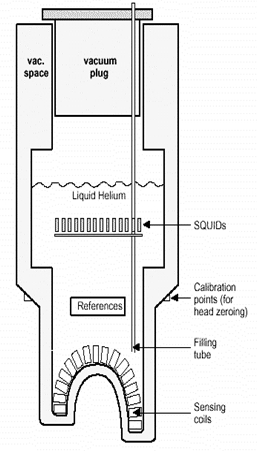 vac.
space
vacuum
plug
Liquid Helium
SQUIDs
References
Calibration
points (for
head zeroing)
Filling
tube
Sensing
coils